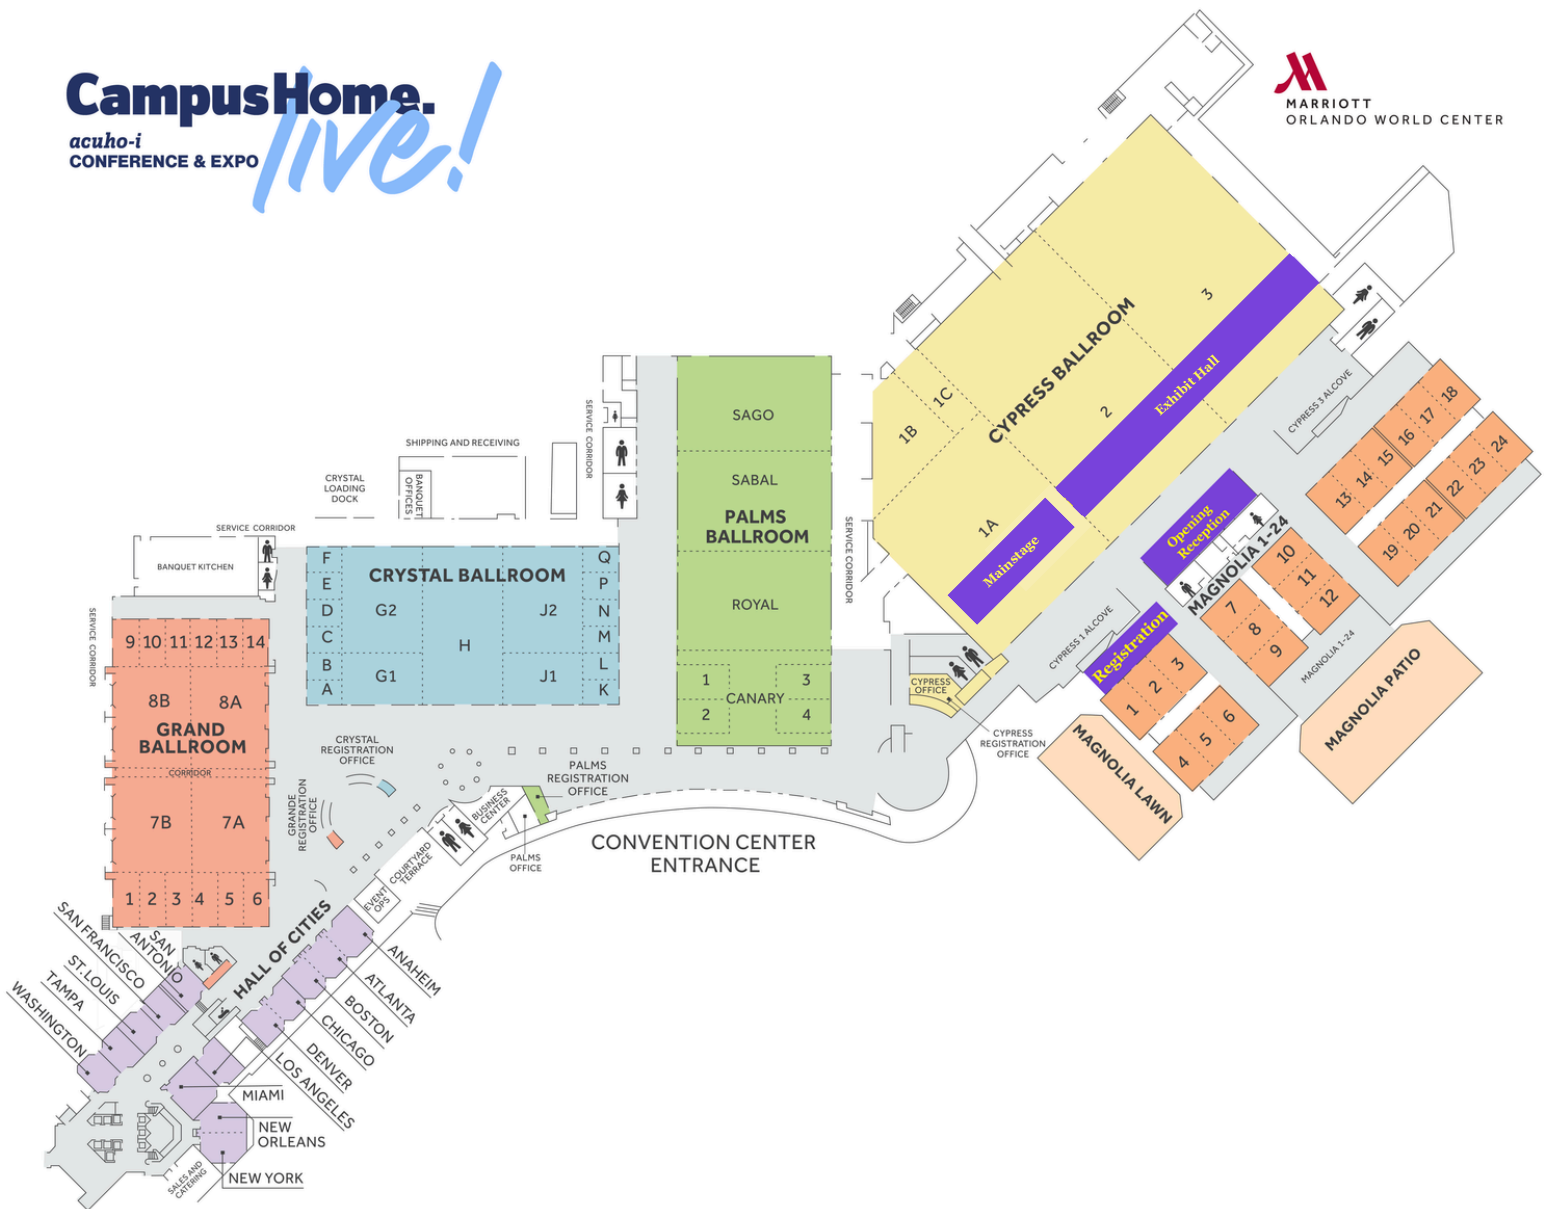 CampusHome.
live!
acuho-i
CONFERENCE & EXPO
MARRIOTT
ORLANDO WORLD CENTER
CYPRESS BALLROOM
3
2
1C
1B
1A
Exhibit Hall
Mainstage
Opening
Reception
Registration
CYPRESS 3 ALCOVE
CYPRESS 1 ALCOVE
MAGNOLIA 1-24
MAGNOLIA 1-24
13
14
15
16
17
18
19
20
21
22
23
24
10
11
12
7
8
9
1
2
3
4
5
6
MAGNOLIA PATIO
MAGNOLIA LAWN
CYPRESS
OFFICE
CYPRESS
REGISTRATION
OFFICE
SERVICE CORRIDOR
SAGO
SABAL
PALMS
BALLROOM
ROYAL
CANARY
1
2
3
4
SERVICE CORRIDOR
SHIPPING AND RECEIVING
BANQUET
OFFICES
CRYSTAL
LOADING
DOCK
CRYSTAL BALLROOM
F
E
D
C
B
A
G2
G1
H
J2
J1
Q
P
N
M
L
K
SERVICE CORRIDOR
BANQUET KITCHEN
SERVICE CORRIDOR
9
10
11
12
13
14
8B
8A
GRAND
BALLROOM
CORRIDOR
7B
7A
1
2
3
4
5
6
CRYSTAL
REGISTRATION
OFFICE
GRANDE
REGISTRATION
OFFICE
PALMS
REGISTRATION
OFFICE
PALMS
OFFICE
BUSINESS
CENTER
COURTYARD
TERRACE
EVENT
OPS
CONVENTION CENTER
ENTRANCE
HALL OF CITIES
SAN
ANTONIO
SAN FRANCISCO
ST. LOUIS
TAMPA
WASHINGTON
ANAHEIM
ATLANTA
BOSTON
CHICAGO
DENVER
LOS ANGELES
MIAMI
NEW
ORLEANS
NEW YORK
SALES AND
CATERING